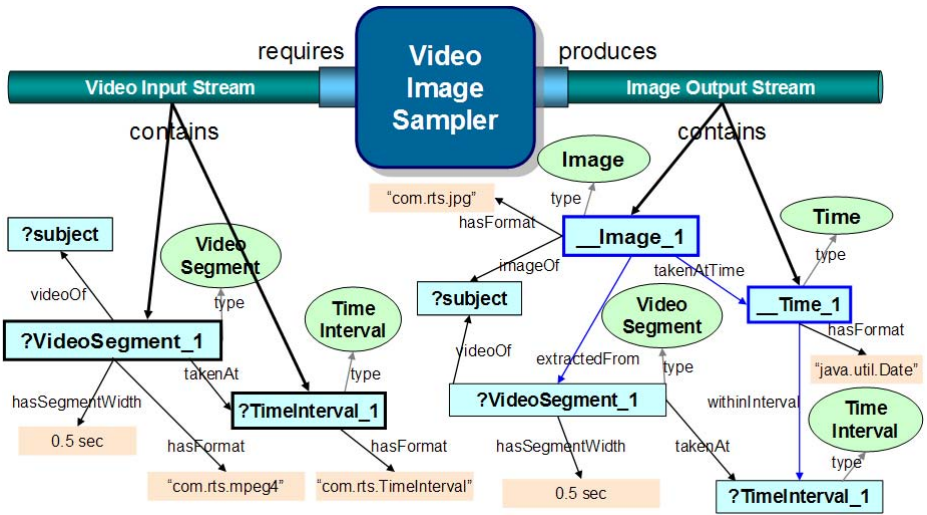 requires
Video
Image
Sampler
produces
Video Input Stream
Image Output Stream
contains
contains
Image
type
"com.rts.jpg"
hasFormat
__Image_1
imageOf
takenAtTime
Time
type
__Time_1
hasFormat
"java.util.Date"
?subject
videoOf
Video
Segment
type
?VideoSegment_1
Time
Interval
type
takenAt
?TimeInterval_1
hasSegmentWidth
0.5 sec
hasFormat
"com.rts.mpeg4"
hasFormat
"com.rts.TimeInterval"
?subject
videoOf
extractedFrom
Video
Segment
type
?VideoSegment_1
hasSegmentWidth
0.5 sec
takenAt
withinInterval
Time
Interval
type
?TimeInterval_1